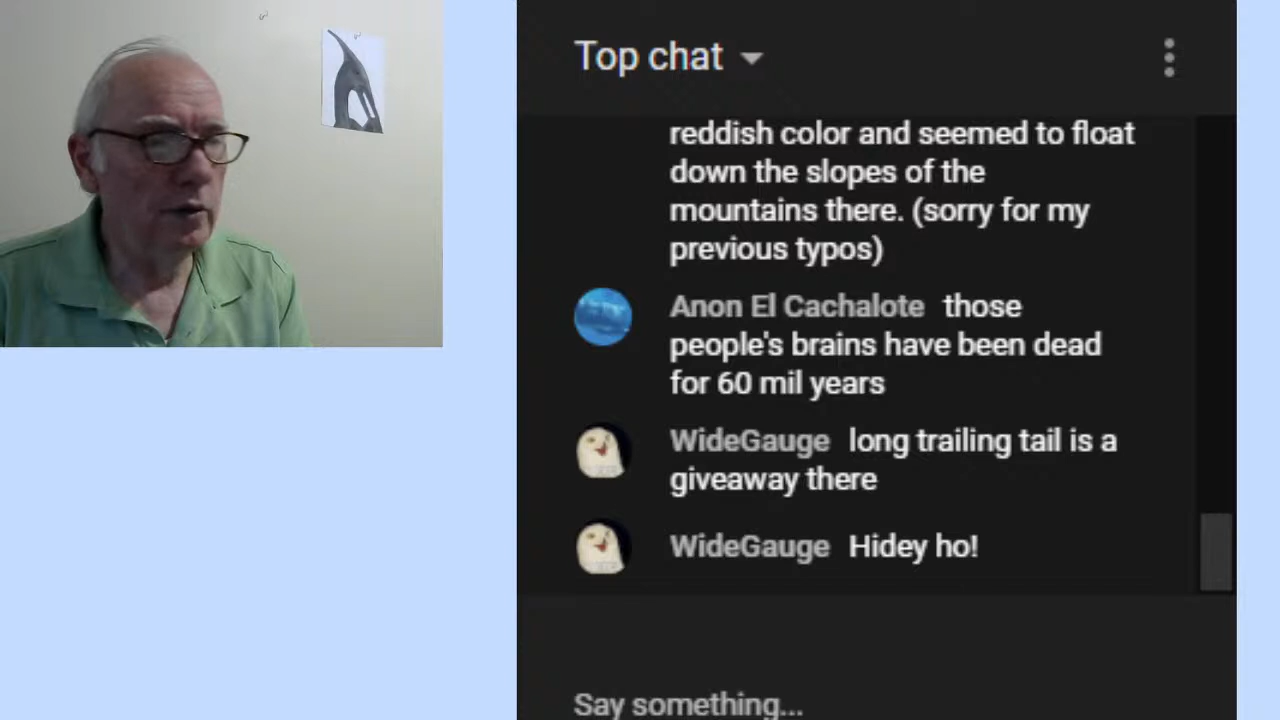 Top chat
reddish color and seemed to float
down the slopes of the
mountains there. (sorry for my
previous typos)
Anon El Cachalote those
people's brains have been dead
for 60 mil years
WideGauge long trailing tail is a
giveaway there
WideGauge Hidey ho!
Say something...